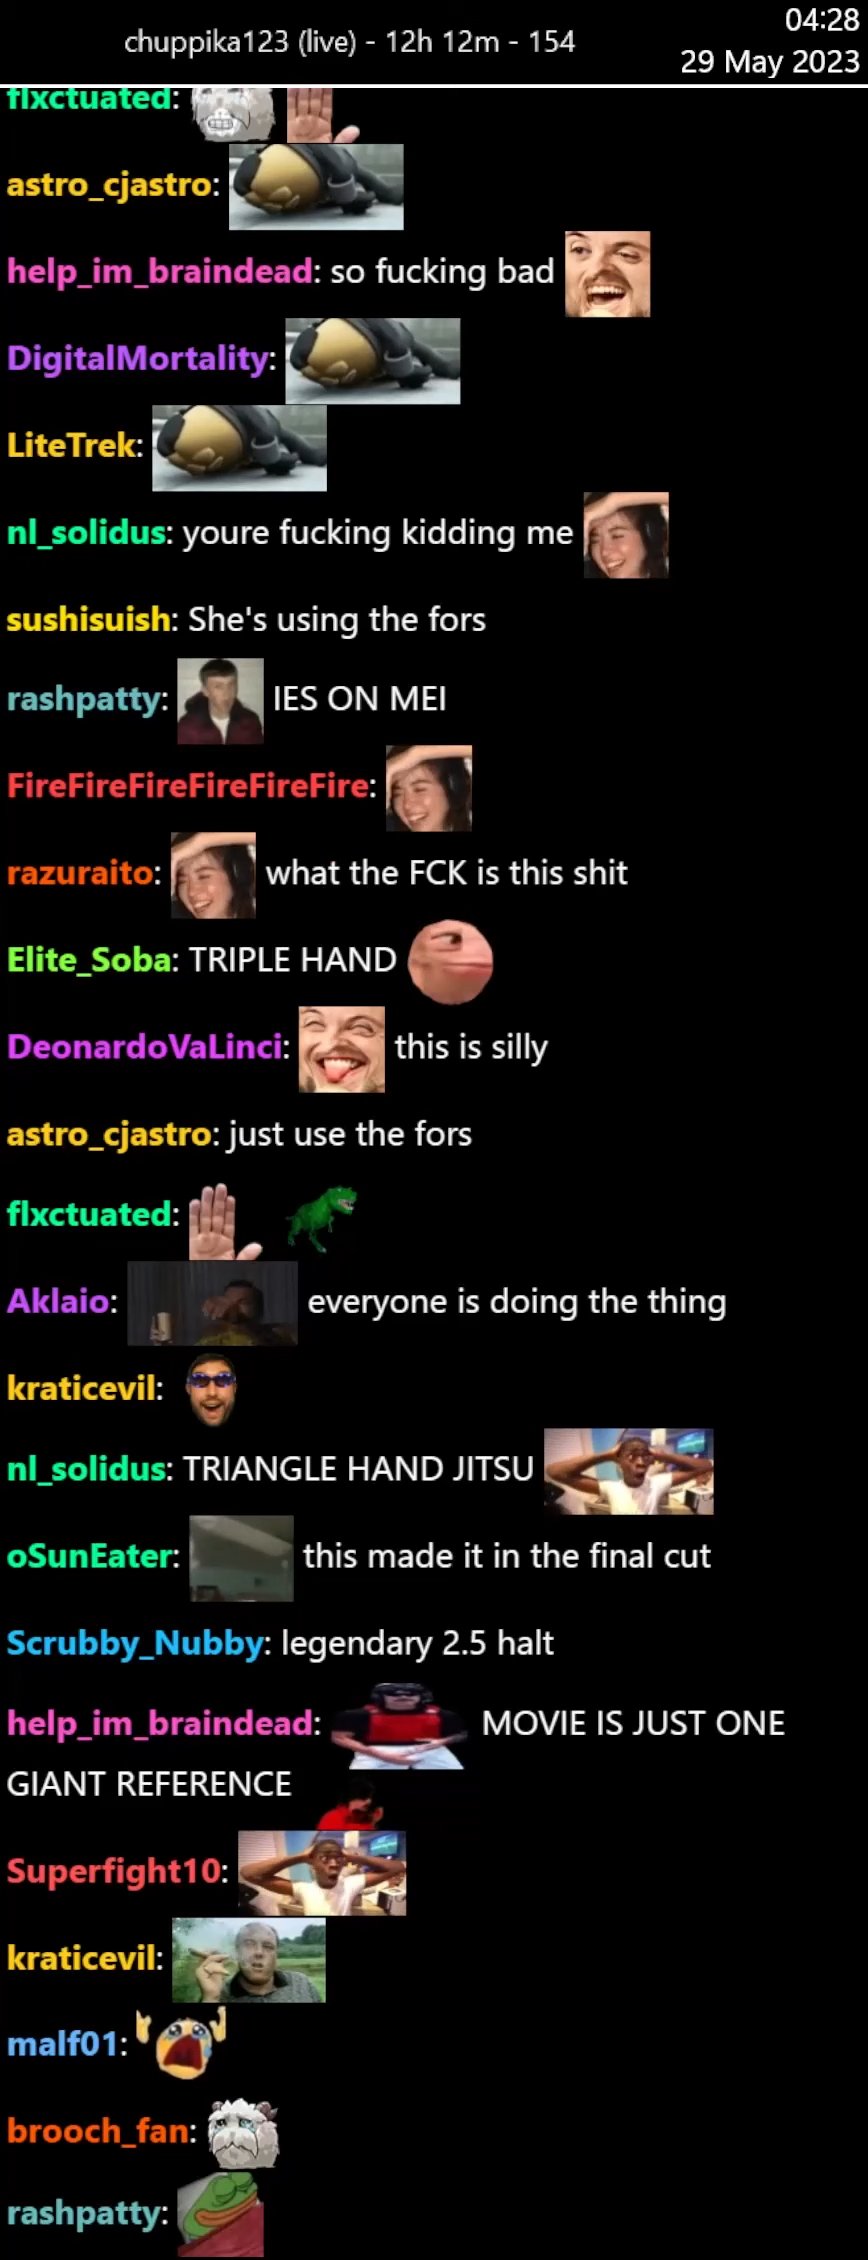 04:28
chuppika123 (live) - 12h 12m - 154
29 May 2023
flxctuated:
astro_cjastro:
help_im_braindead: so fucking bad
DigitalMortality:
LiteTrek:
nl_solidus: youre fucking kidding me
sushisuish: She's using the fors
rashpatty: IES ON MEI
FireFireFireFireFireFire:
razuraito: what the FCK is this shit
Elite_Soba: TRIPLE HAND
DeonardoVaLinci: this is silly
astro_cjastro: just use the fors
flxctuated:
Aklaio: everyone is doing the thing
kraticevil:
nl_solidus: TRIANGLE HAND JITSU
oSunEater: this made it in the final cut
Scrubby_Nubby: legendary 2.5 halt
help_im_braindead: MOVIE IS JUST ONE
GIANT REFERENCE
Superfight10:
kraticevil:
malf01:
brooch_fan:
rashpatty: